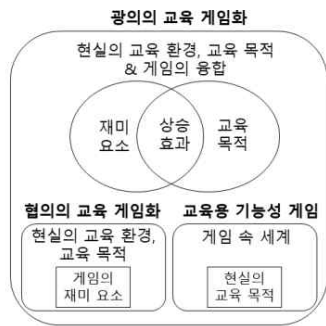 광의의 교육 게임화
현실의 교육 환경, 교육 목적
& 게임의 융합
재미
요소
상승
효과
교육
목적
협의의 교육 게임화
현실의 교육 환경,
교육 목적
게임의
재미 요소
교육용 기능성 게임
게임 속 세계
현실의
교육 목적